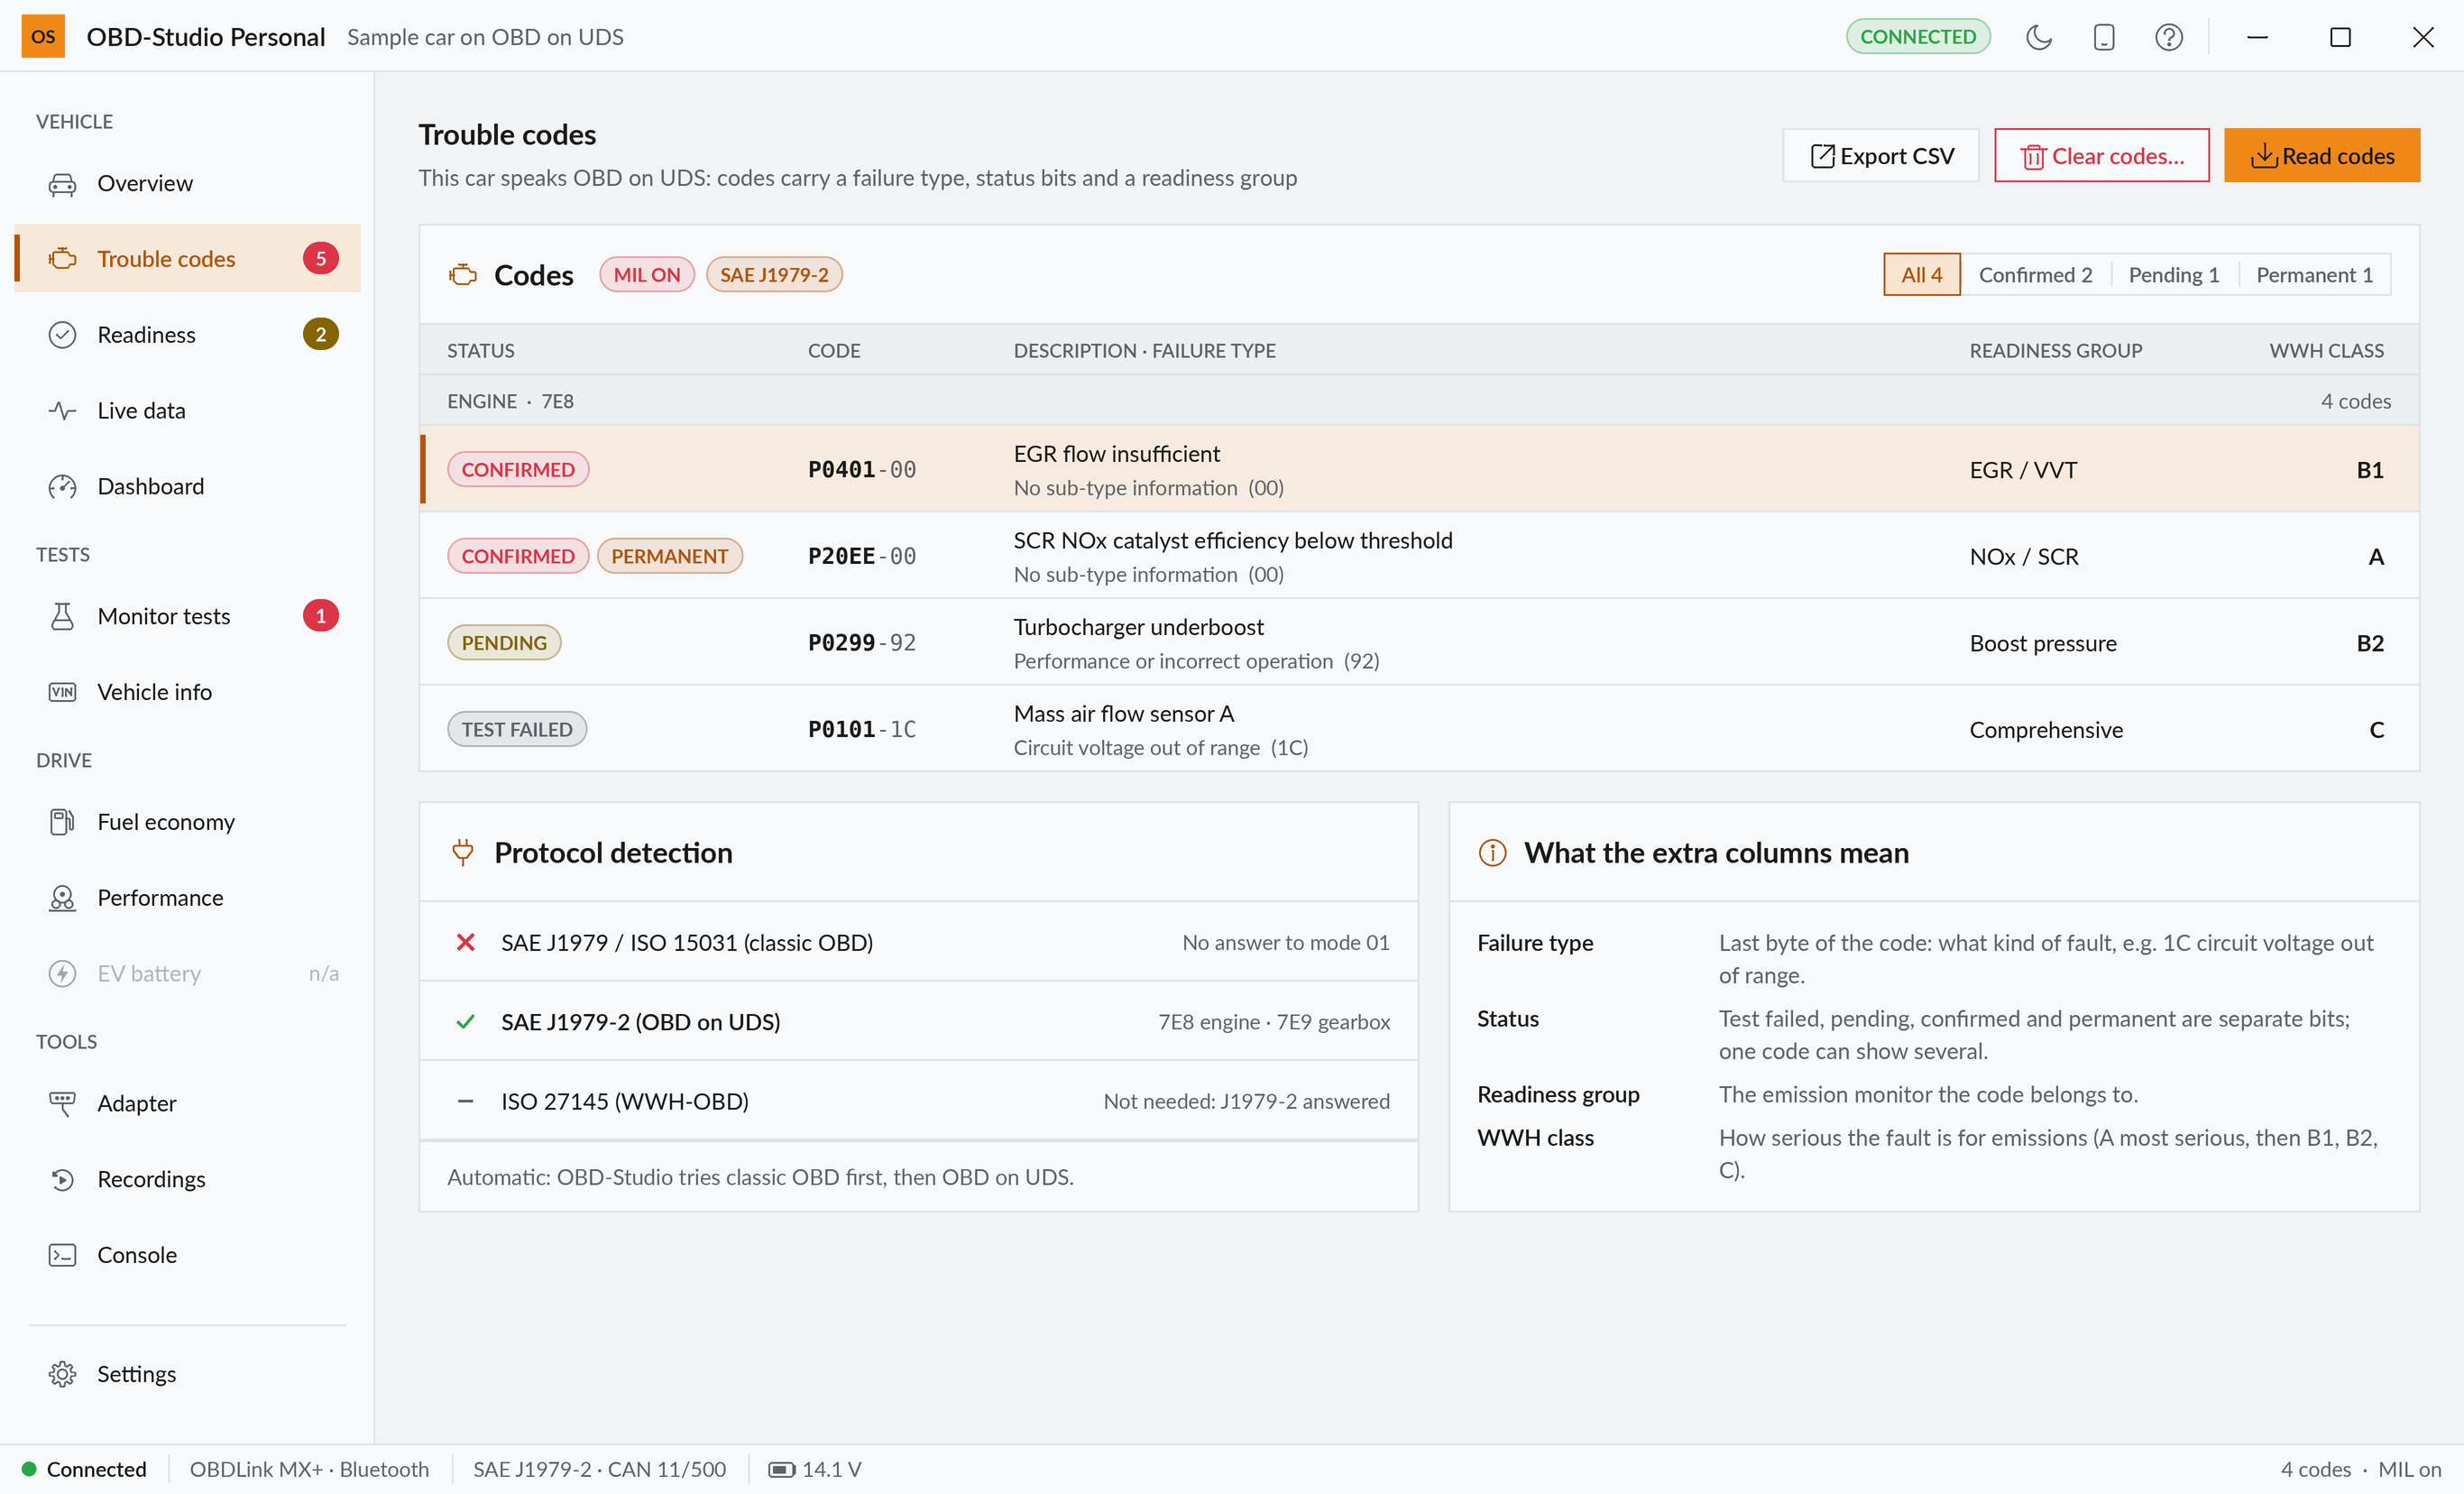 OS OBD-Studio Personal Sample car on OBD on UDS CONNECTED
VEHICLE
Overview
Trouble codes 5
Readiness 2
Live data
Dashboard
TESTS
Monitor tests 1
VIN Vehicle info
DRIVE
Fuel economy
Performance
EV battery n/a
TOOLS
Adapter
Recordings
Console
Settings
Trouble codes
This car speaks OBD on UDS: codes carry a failure type, status bits and a readiness group
Export CSV Clear codes... Read codes
Codes MIL ON SAE J1979-2 All 4 Confirmed 2 Pending 1 Permanent 1
STATUS CODE DESCRIPTION · FAILURE TYPE READINESS GROUP WWH CLASS
ENGINE · 7E8 4 codes
CONFIRMED P0401-00 EGR flow insufficient EGR / VVT B1
No sub-type information (00)
CONFIRMED PERMANENT P20EE-00 SCR NOx catalyst efficiency below threshold NOx / SCR A
No sub-type information (00)
PENDING P0299-92 Turbocharger underboost Boost pressure B2
Performance or incorrect operation (92)
TEST FAILED P0101-1C Mass air flow sensor A Comprehensive C
Circuit voltage out of range (1C)
Protocol detection
SAE J1979 / ISO 15031 (classic OBD) No answer to mode 01
SAE J1979-2 (OBD on UDS) 7E8 engine · 7E9 gearbox
ISO 27145 (WWH-OBD) Not needed: J1979-2 answered
Automatic: OBD-Studio tries classic OBD first, then OBD on UDS.
What the extra columns mean
Failure type Last byte of the code: what kind of fault, e.g. 1C circuit voltage out
of range.
Status Test failed, pending, confirmed and permanent are separate bits;
one code can show several.
Readiness group The emission monitor the code belongs to.
WWH class How serious the fault is for emissions (A most serious, then B1, B2,
C).
Connected OBDLink MX+ · Bluetooth SAE J1979-2 · CAN 11/500 14.1 V 4 codes · MIL on